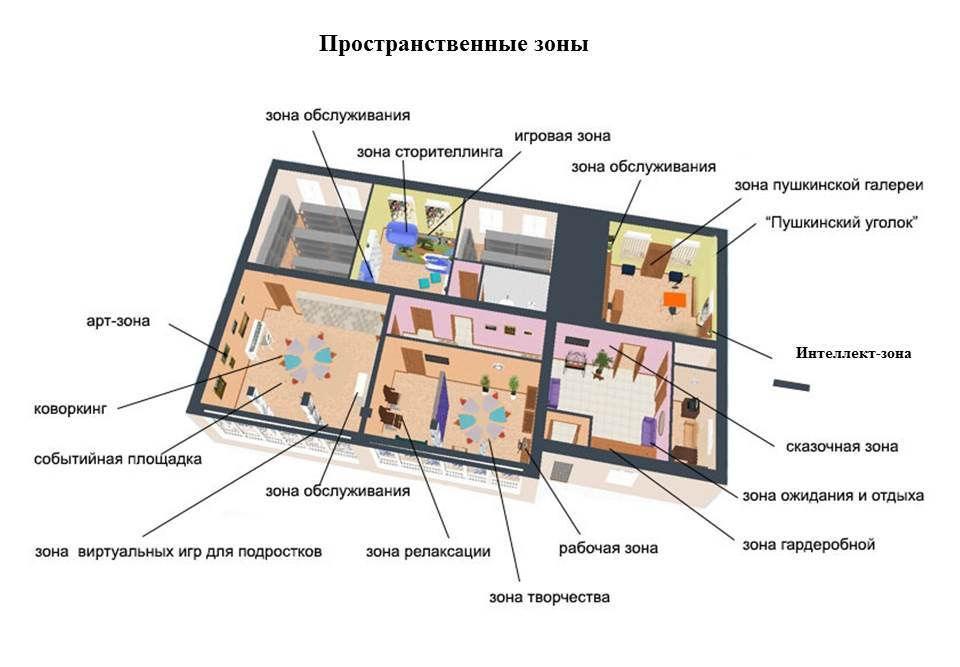 Пространственные зоны
зона обслуживания
зона сторителлинга
игровая зона
зона обслуживания
зона пушкинской галереи
“Пушкинский уголок”
арт-зона
Интеллект-зона
коворкинг
событийная площадка
сказочная зона
зона обслуживания
зона ожидания и отдыха
зона виртуальных игр для подростков
зона релаксации
рабочая зона
зона гардеробной
зона творчества